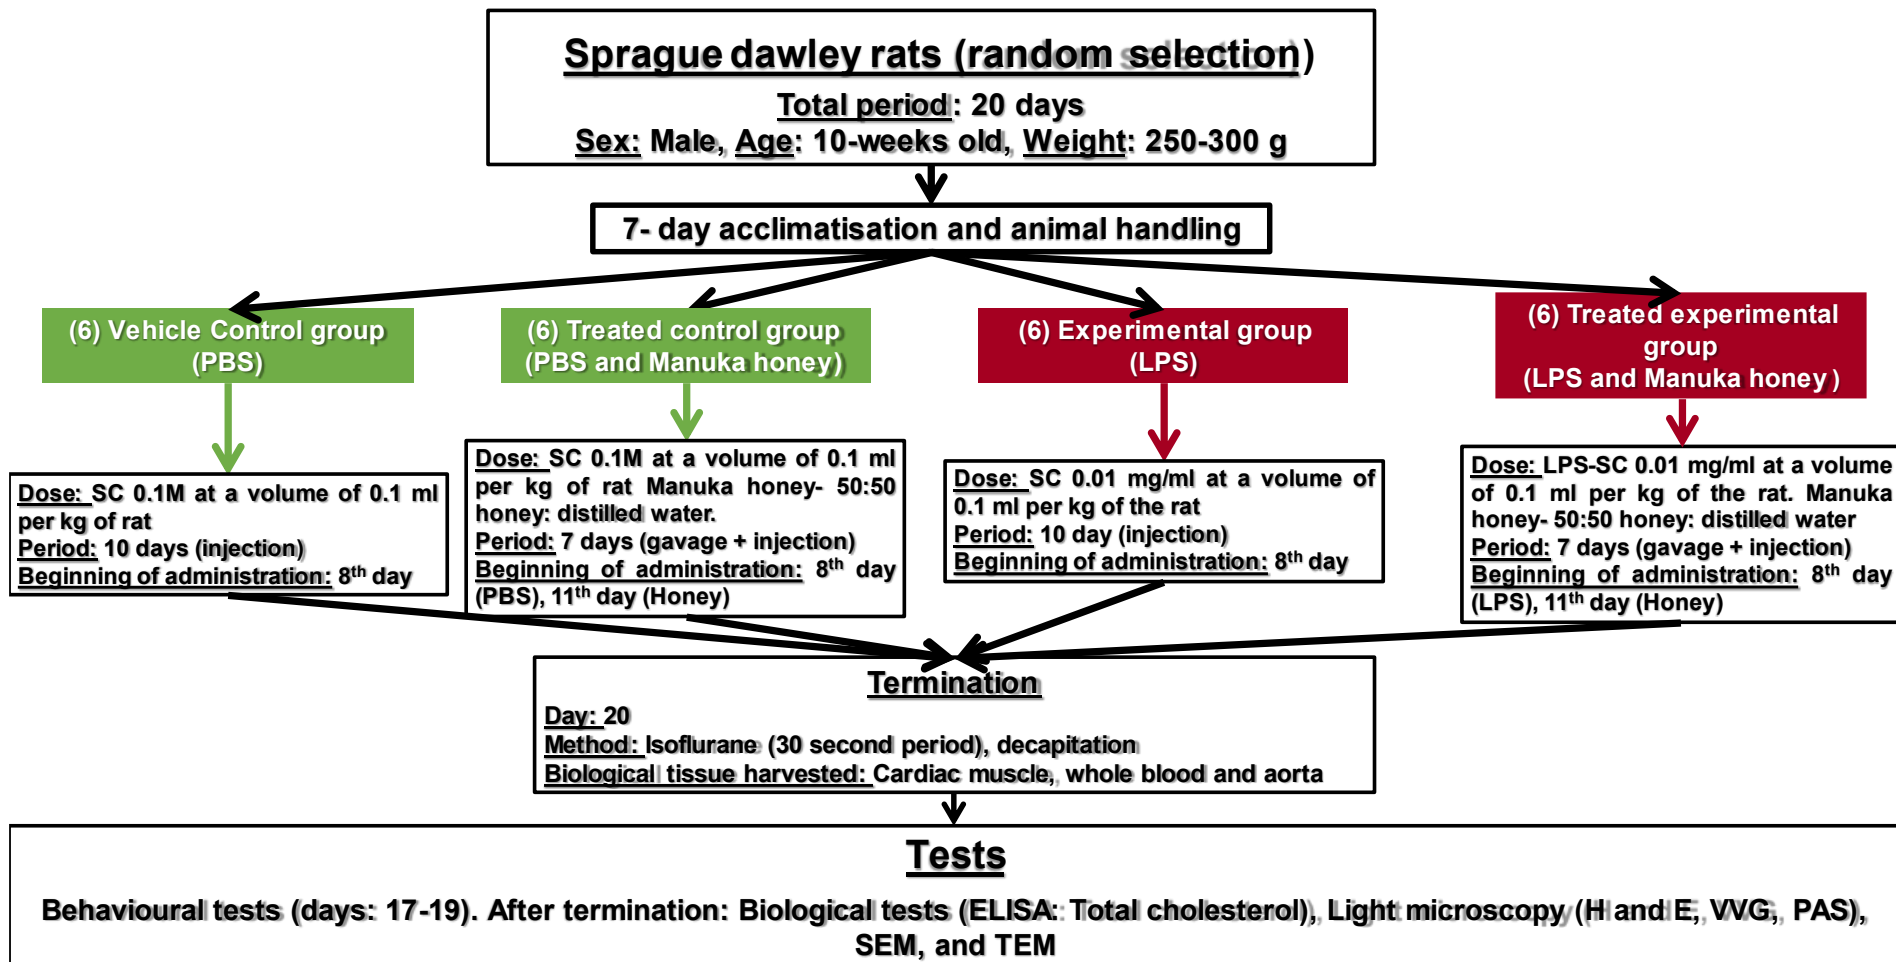 Sprague dawley rats (random selection)
Total period: 20 days
Sex: Male, Age: 10-weeks old, Weight: 250-300 g
7- day acclimatisation and animal handling
(6) Vehicle Control group
(PBS)
(6) Treated control group
(PBS and Manuka honey)
(6) Experimental group
(LPS)
(6) Treated experimental
group
(LPS and Manuka honey )
Dose: SC 0.1M at a volume of 0.1 ml
per kg of rat
Period: 10 days (injection)
Beginning of administration: 8th day
Dose: SC 0.1M at a volume of 0.1 ml
per kg of rat Manuka honey- 50:50
honey: distilled water.
Period: 7 days (gavage + injection)
Beginning of administration: 8th day
(PBS), 11th day (Honey)
Dose: SC 0.01 mg/ml at a volume of
0.1 ml per kg of the rat
Period: 10 day (injection)
Beginning of administration: 8th day
Dose: LPS-SC 0.01 mg/ml at a volume
of 0.1 ml per kg of the rat. Manuka
honey- 50:50 honey: distilled water
Period: 7 days (gavage + injection)
Beginning of administration: 8th day
(LPS), 11th day (Honey)
Termination
Day: 20
Method: Isoflurane (30 second period), decapitation
Biological tissue harvested: Cardiac muscle, whole blood and aorta
Tests
Behavioural tests (days: 17-19). After termination: Biological tests (ELISA: Total cholesterol), Light microscopy (H and E, VVG, PAS),
SEM, and TEM